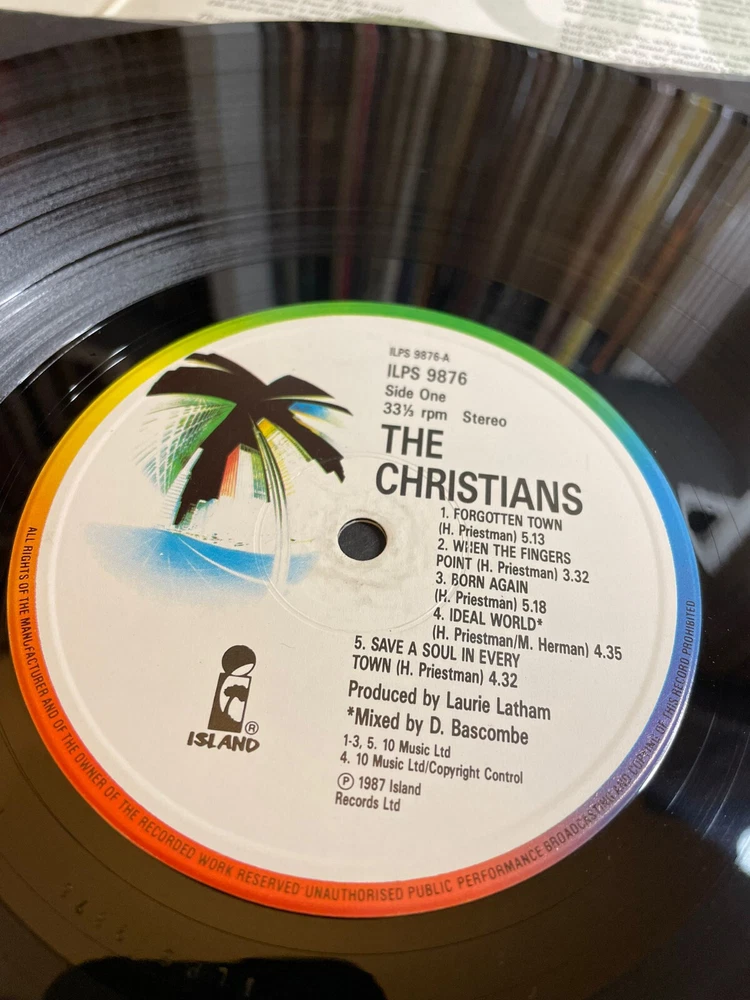 ILPS 9876-A
ILPS 9876
Side One
33⅓ rpm Stereo
THE
CHRISTIANS
1. FORGOTTEN TOWN
(H. Priestman) 5.13
2. WHEN THE FINGERS
POINT (H. Priestman) 3.32
3. BORN AGAIN
(H. Priestman) 5.18
4. IDEAL WORLD*
(H. Priestman/M. Herman) 4.35
5. SAVE A SOUL IN EVERY
TOWN (H. Priestman) 4.32
Produced by Laurie Latham
*Mixed by D. Bascombe
1-3, 5. 10 Music Ltd
4. 10 Music Ltd/Copyright Control
℗ 1987 Island
Records Ltd
ISLAND®
ALL RIGHTS OF THE MANUFACTURER AND OF THE OWNER OF THE RECORDED WORK RESERVED UNAUTHORISED PUBLIC PERFORMANCE BROADCASTING AND COPYING OF THIS RECORD PROHIBITED